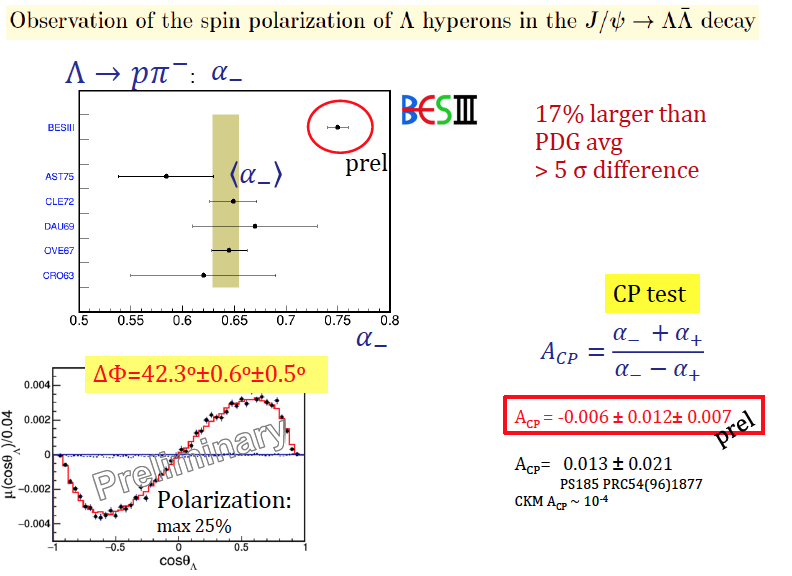 Observation of the spin polarization of Λ hyperons in the J/ψ → ΛΛ̄ decay
Λ → pπ⁻: α₋
BESIII
AST75
CLE72
DAU69
OVE67
CRO63
⟨α₋⟩
prel
0.5 0.55 0.6 0.65 0.7 0.75 0.8
α₋
BESIII
17% larger than
PDG avg
> 5 σ difference
CP test
A_CP = (α₋ + α₊) / (α₋ − α₊)
A_CP = -0.006 ± 0.012± 0.007
prel
A_CP= 0.013 ± 0.021
PS185 PRC54(96)1877
CKM A_CP ~ 10⁻⁴
ΔΦ=42.3º±0.6º±0.5º
μ(cosθ_Λ)/0.04
0.004
0.002
0
−0.002
−0.004
Preliminary
Polarization:
max 25%
−1 −0.5 0 0.5 1
cosθ_Λ